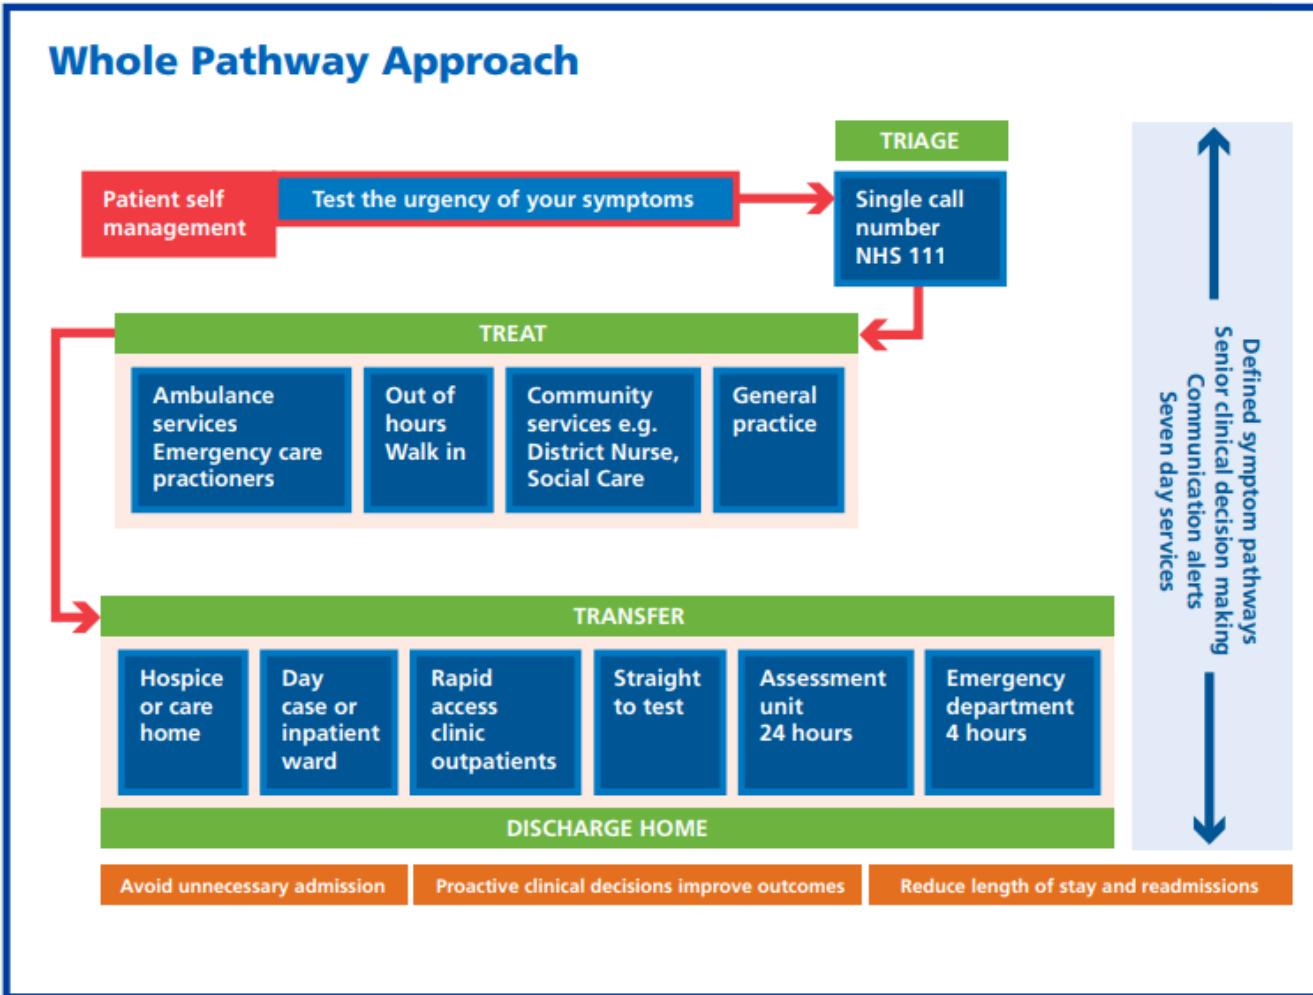 Whole Pathway Approach
TRIAGE
Patient self
management
Test the urgency of your symptoms
Single call
number
NHS 111
TREAT
Ambulance
services
Emergency care
practioners
Out of
hours
Walk in
Community
services e.g.
District Nurse,
Social Care
General
practice
Defined symptom pathways
Senior clinical decision making
Communication alerts
Seven day services
TRANSFER
Hospice
or care
home
Day
case or
inpatient
ward
Rapid
access
clinic
outpatients
Straight
to test
Assessment
unit
24 hours
Emergency
department
4 hours
DISCHARGE HOME
Avoid unnecessary admission
Proactive clinical decisions improve outcomes
Reduce length of stay and readmissions